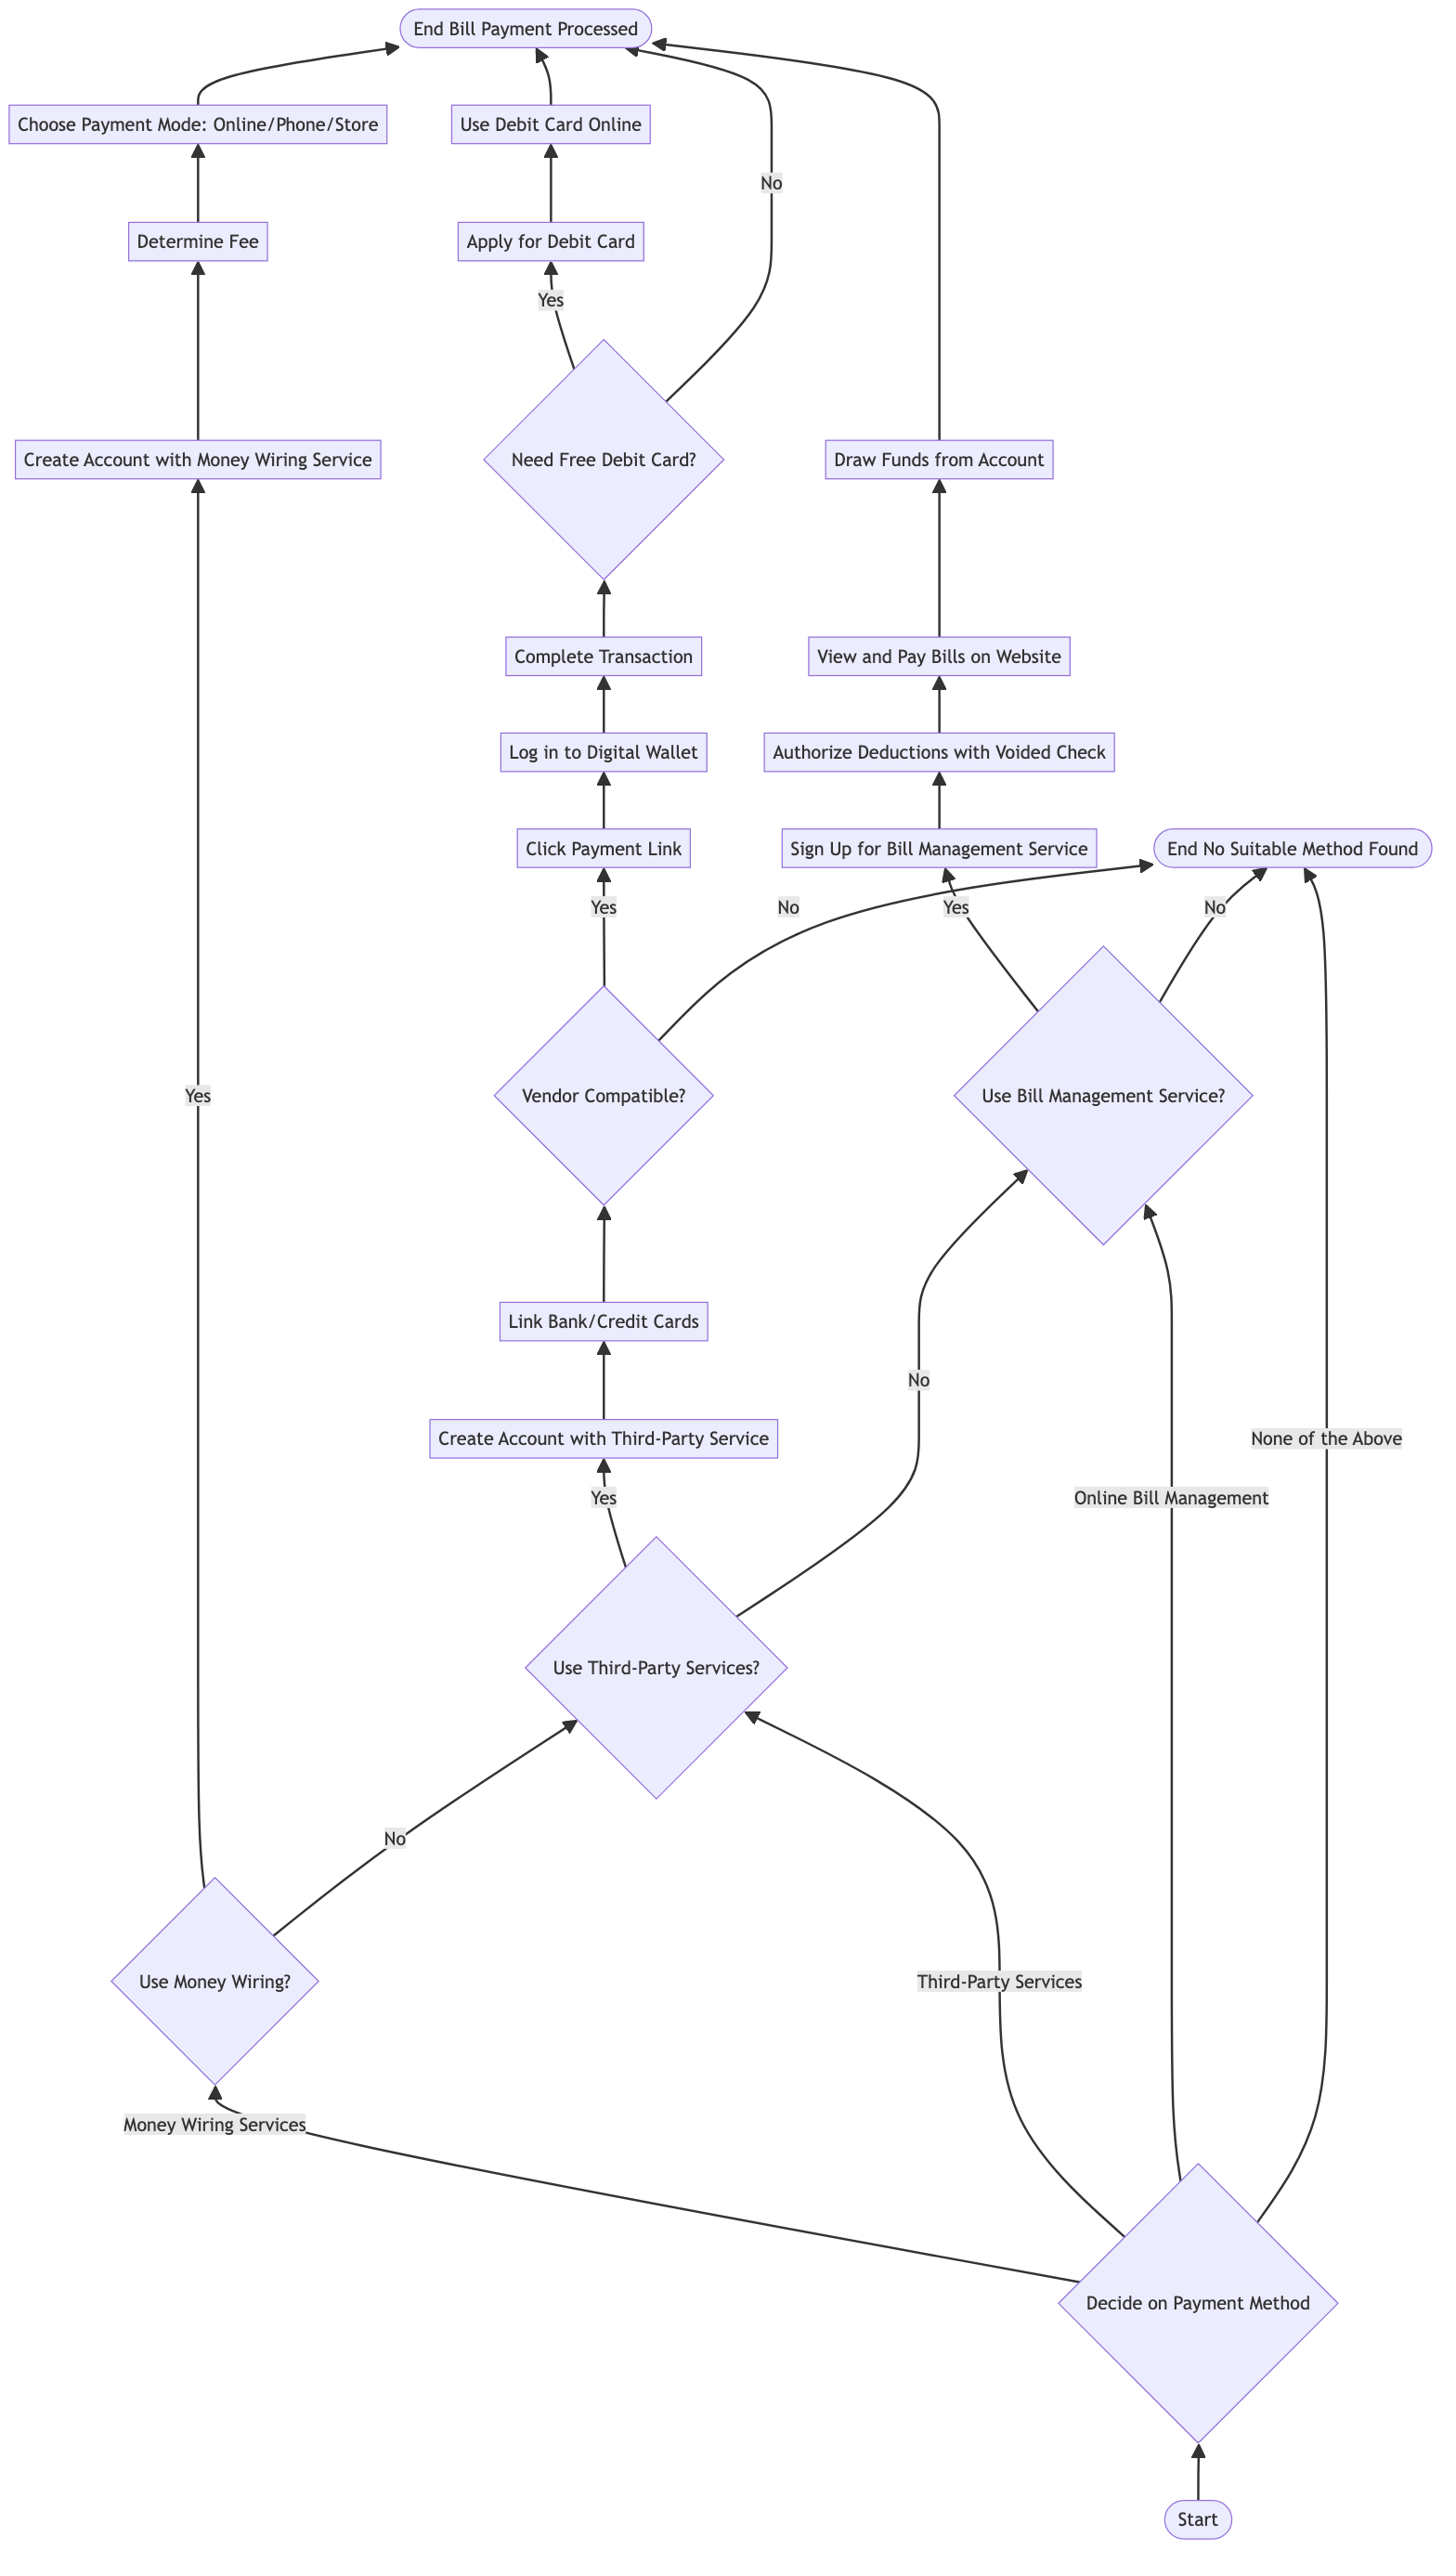 End Bill Payment Processed
Choose Payment Mode: Online/Phone/Store
Use Debit Card Online
No
Determine Fee
Apply for Debit Card
Yes
Create Account with Money Wiring Service
Need Free Debit Card?
Draw Funds from Account
Complete Transaction
View and Pay Bills on Website
Log in to Digital Wallet
Authorize Deductions with Voided Check
Click Payment Link
Sign Up for Bill Management Service
End No Suitable Method Found
Yes
No
Yes
No
Yes
Vendor Compatible?
Use Bill Management Service?
Link Bank/Credit Cards
No
Create Account with Third-Party Service
None of the Above
Yes
Online Bill Management
Use Third-Party Services?
No
Use Money Wiring?
Third-Party Services
Money Wiring Services
Decide on Payment Method
Start